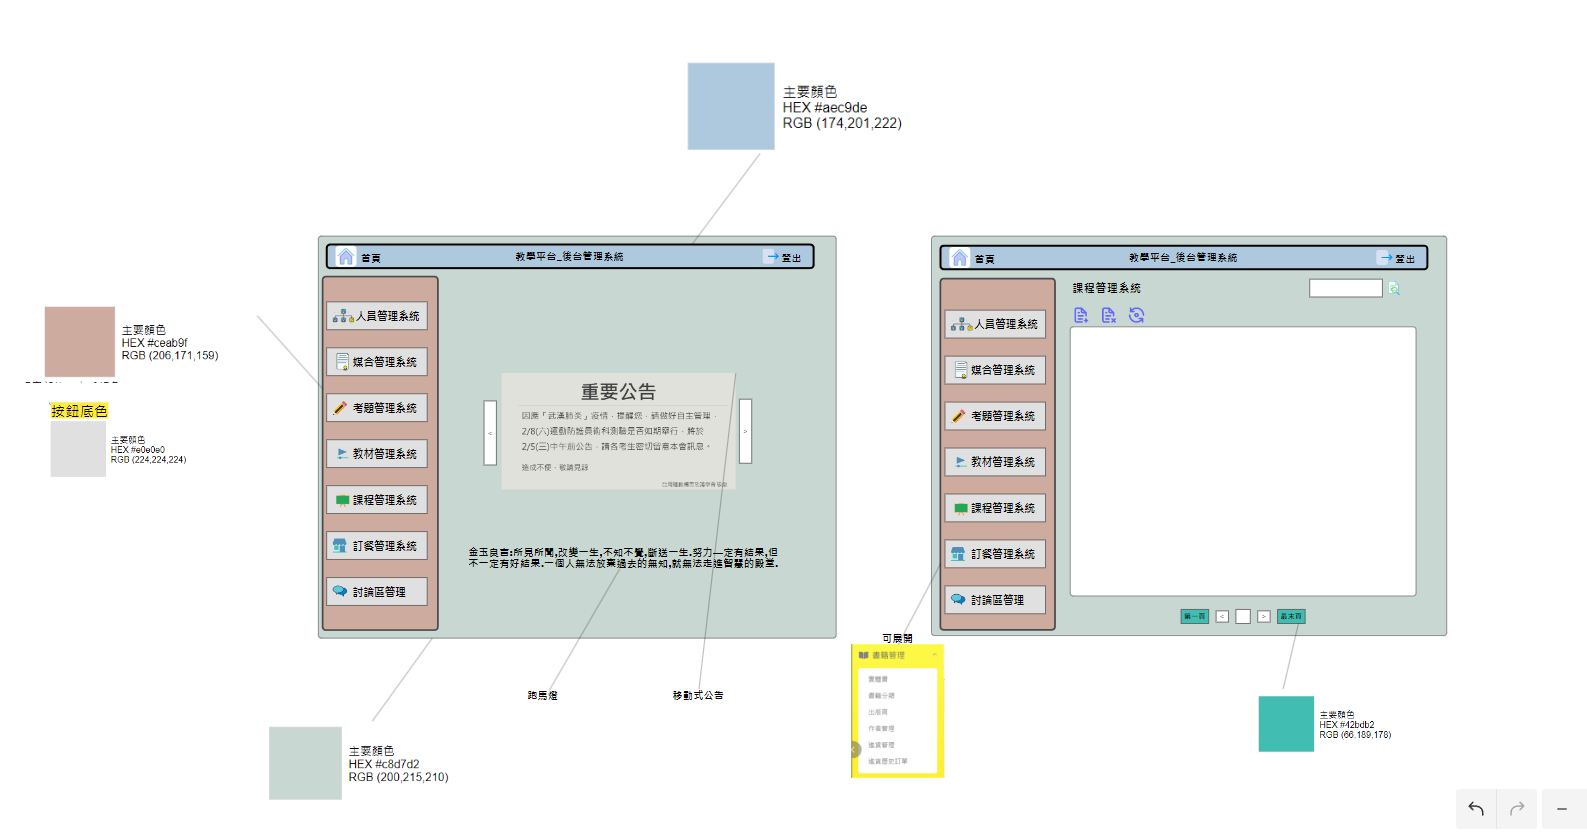 主要顏色
HEX #aec9de
RGB (174,201,222)
主要顏色
HEX #ceab9f
RGB (206,171,159)
按鈕底色
主要顏色
HEX #e0e0e0
RGB (224,224,224)
首頁
教學平台_後台管理系統
登出
人員管理系統
媒合管理系統
考題管理系統
教材管理系統
課程管理系統
訂餐管理系統
討論區管理
<
重要公告
因應「武漢肺炎」疫情，提醒您，請做好自主管理，
2/8(六)運動防護員術科測驗是否如期舉行，將於
2/5(三)中午前公告，請各考生密切留意本會訊息。
造成不便，敬請見諒
>
金玉良言:所見所聞,改變一生,不知不覺,斷送一生.努力—定有結果,但
不一定有好結果.一個人無法放棄過去的無知,就無法走進智慧的殿堂.
跑馬燈
移動式公告
主要顏色
HEX #c8d7d2
RGB (200,215,210)
首頁
教學平台_後台管理系統
登出
人員管理系統
媒合管理系統
考題管理系統
教材管理系統
課程管理系統
訂餐管理系統
討論區管理
課程管理系統
第一頁
<
>
最末頁
可展開
書籍管理
實體書
書籍分類
出版商
作者管理
進貨管理
進貨歷史訂單
主要顏色
HEX #42bdb2
RGB (66,189,178)